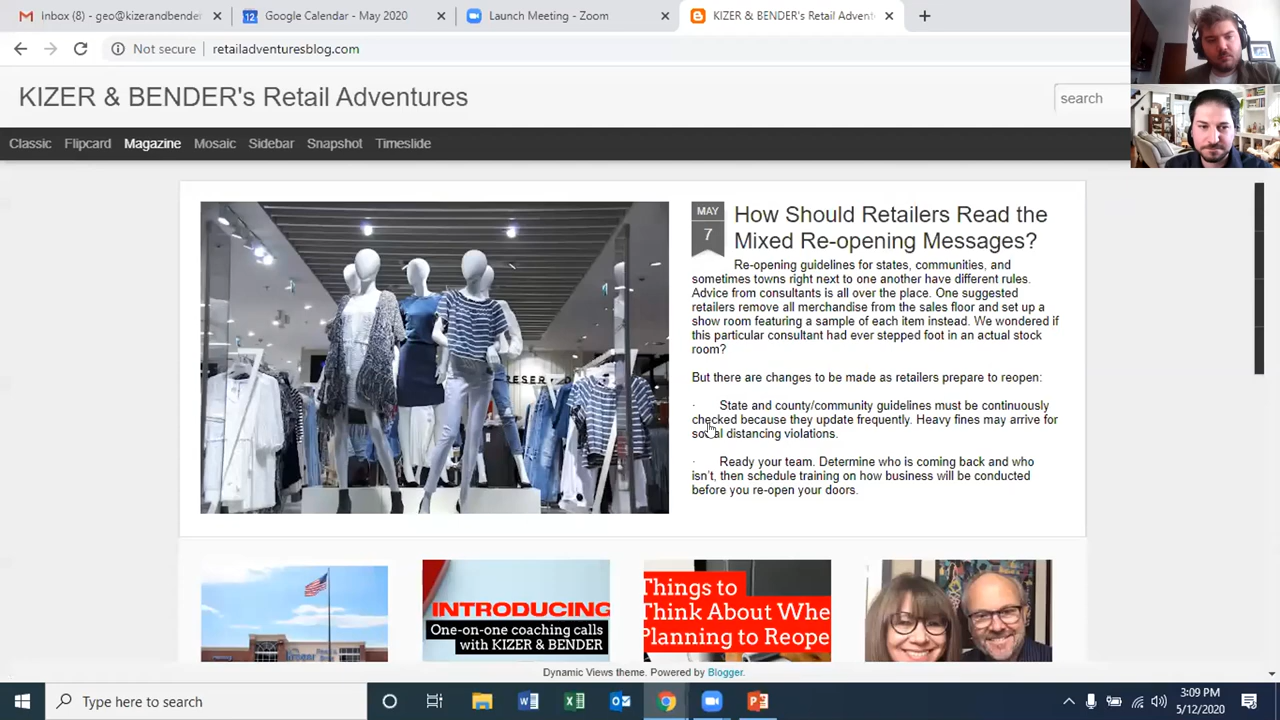 Inbox (8) - geo@kizerandbender
Google Calendar - May 2020
Launch Meeting - Zoom
KIZER & BENDER's Retail Advent
Not secure
retailadventuresblog.com
KIZER & BENDER's Retail Adventures
search
Classic Flipcard Magazine Mosaic Sidebar Snapshot Timeslide
MAY
7
How Should Retailers Read the
Mixed Re-opening Messages?
Re-opening guidelines for states, communities, and
sometimes towns right next to one another have different rules.
Advice from consultants is all over the place. One suggested
retailers remove all merchandise from the sales floor and set up a
show room featuring a sample of each item instead. We wondered if
this particular consultant had ever stepped foot in an actual stock
room?
But there are changes to be made as retailers prepare to reopen:
· State and county/community guidelines must be continuously
checked because they update frequently. Heavy fines may arrive for
social distancing violations.
· Ready your team. Determine who is coming back and who
isn't, then schedule training on how business will be conducted
before you re-open your doors.
INTRODUCING
One-on-one coaching calls
with KIZER & BENDER
Things to
Think About Whe
Planning to Reope
Dynamic Views theme. Powered by Blogger.
Type here to search
3:09 PM
5/12/2020